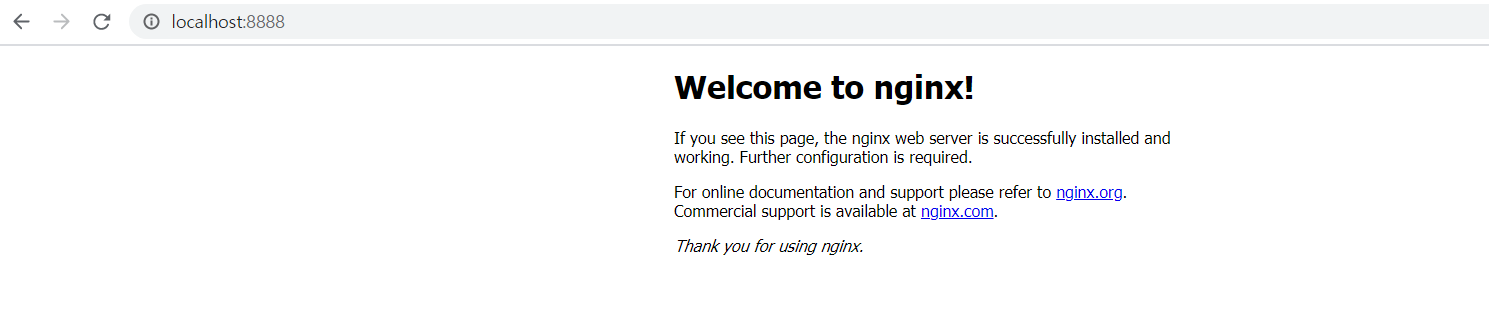 localhost:8888
Welcome to nginx!
If you see this page, the nginx web server is successfully installed and
working. Further configuration is required.
For online documentation and support please refer to nginx.org.
Commercial support is available at nginx.com.
Thank you for using nginx.